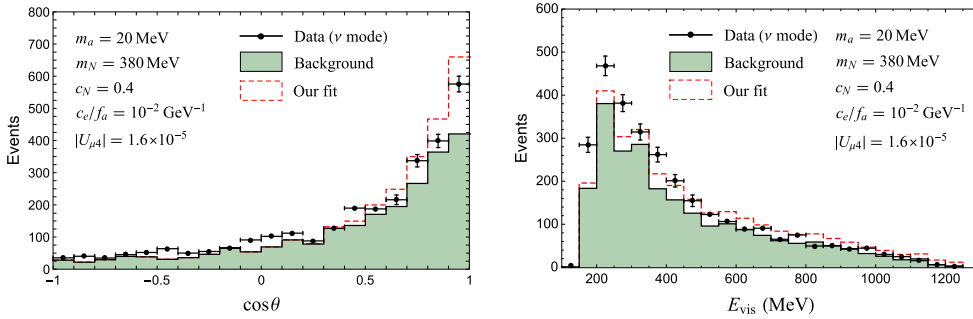 800
700
600
500
400
300
200
100
0
Events
−1
−0.5
0
0.5
1
cosθ
m_a = 20 MeV
m_N = 380 MeV
c_N = 0.4
c_e/f_a = 10^−2 GeV^−1
|U_μ4| = 1.6×10^−5
Data (ν mode)
Background
Our fit
600
500
400
300
200
100
0
Events
200
400
600
800
1000
1200
E_vis (MeV)
Data (ν mode)
Background
Our fit
m_a = 20 MeV
m_N = 380 MeV
c_N = 0.4
c_e/f_a = 10^−2 GeV^−1
|U_μ4| = 1.6×10^−5